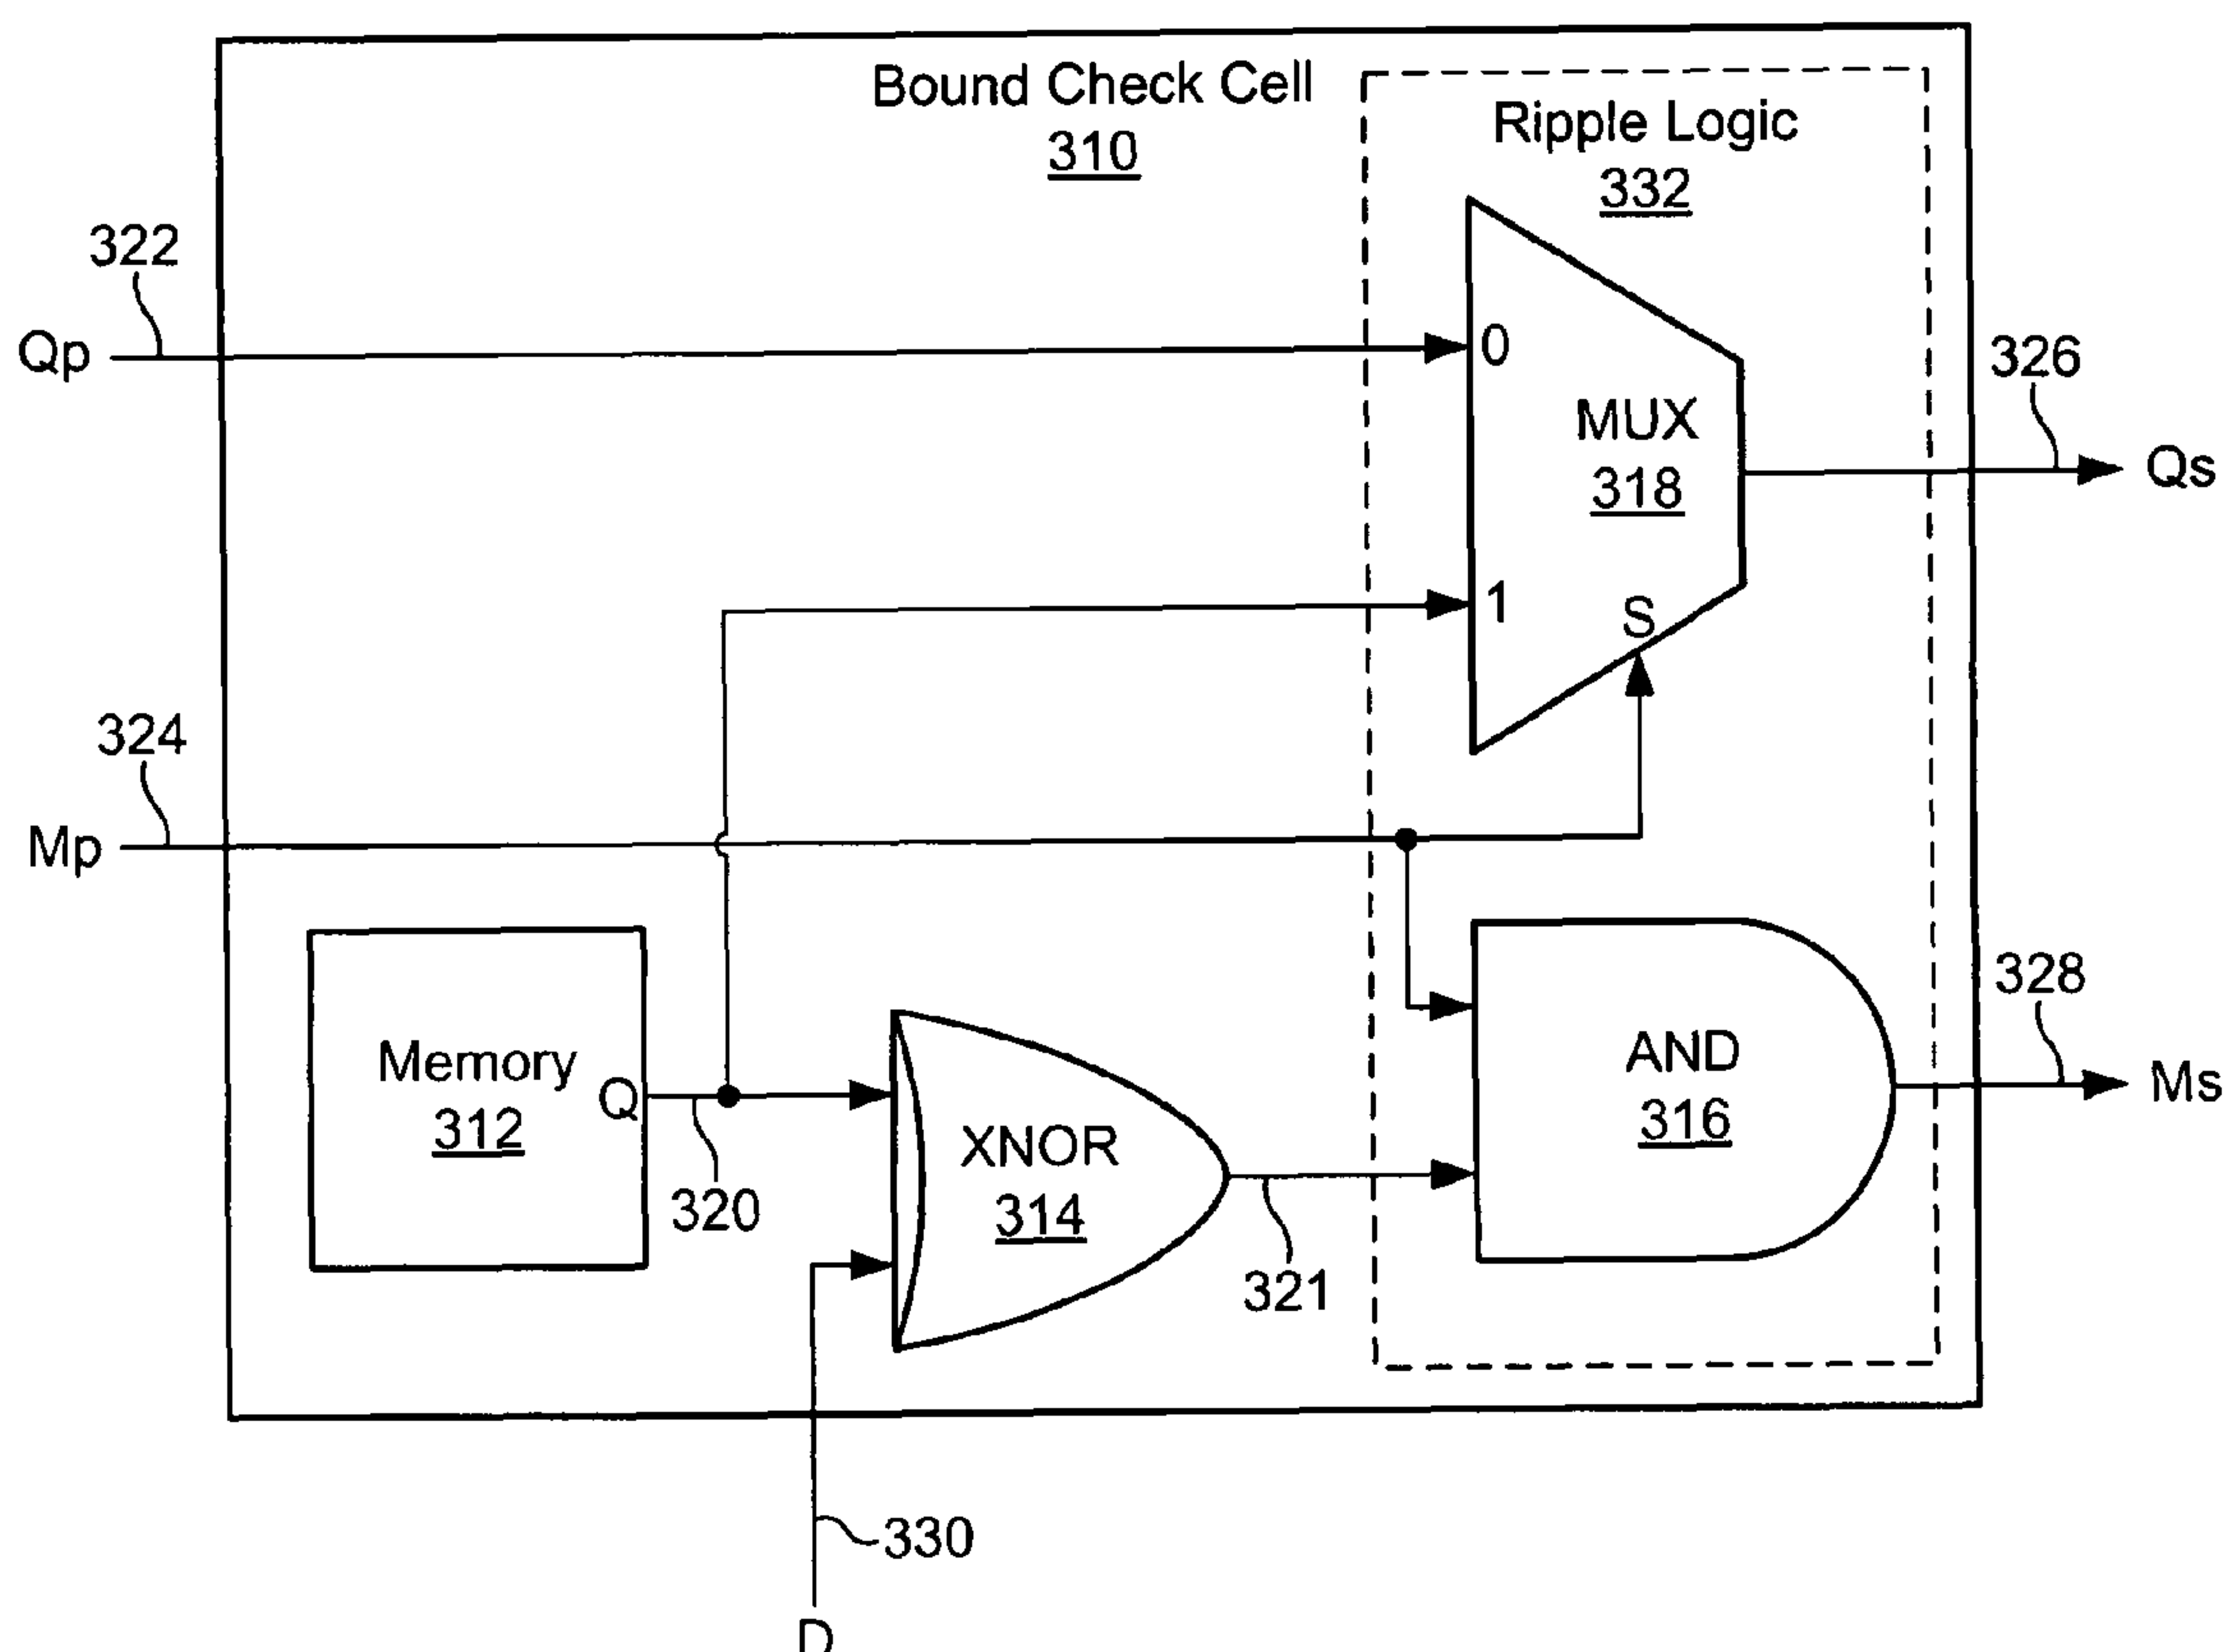 Bound Check Cell
310
Ripple Logic
332
322
Qp
0
MUX
318
326
Qs
1
S
324
Mp
Memory
312
Q
320
XNOR
314
321
AND
316
328
Ms
330
D